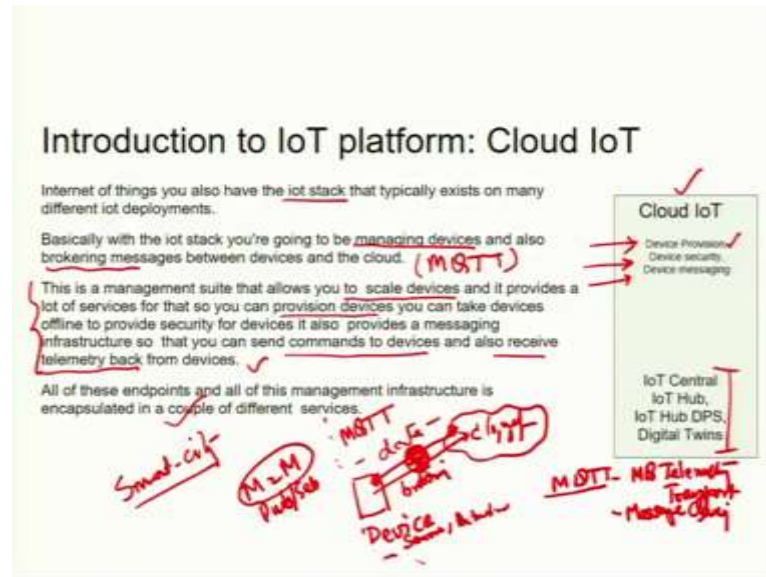 Introduction to IoT platform: Cloud IoT
Internet of things you also have the iot stack that typically exists on many
different iot deployments.
Basically with the iot stack you're going to be managing devices and also
brokering messages between devices and the cloud. (MQTT)
This is a management suite that allows you to scale devices and it provides a
lot of services for that so you can provision devices you can take devices
offline to provide security for devices it also provides a messaging
infrastructure so that you can send commands to devices and also receive
telemetry back from devices.
All of these endpoints and all of this management infrastructure is
encapsulated in a couple of different services.
Cloud IoT
Device Provision
Device security,
Device messaging
IoT Central
IoT Hub,
IoT Hub DPS,
Digital Twins
Smart-city
M2M
Pub/Sub
MQTT
Device
MQTT - MQ Telemetry
Transport
- Message